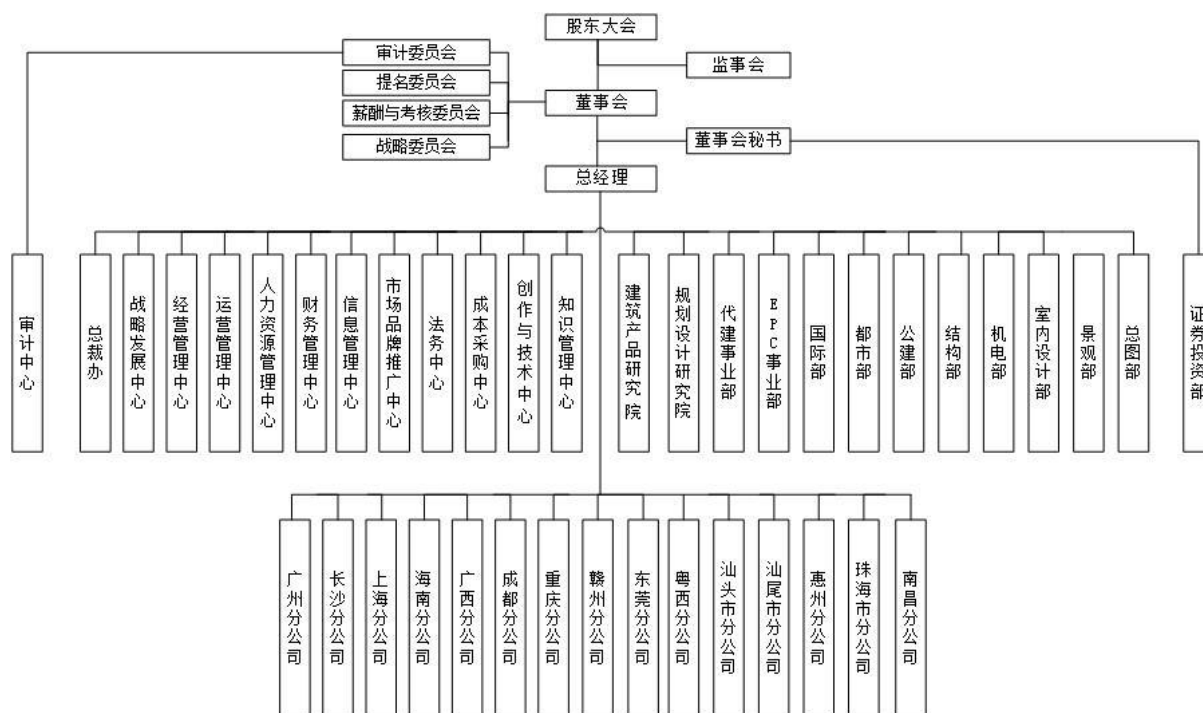 股东大会
审计委员会
监事会
提名委员会
董事会
薪酬与考核委员会
战略委员会
董事会秘书
总经理
审计中心
总裁办
战略发展中心
经营管理中心
运营管理中心
人力资源管理中心
财务管理中心
信息管理中心
市场品牌推广中心
法务中心
成本采购中心
创作与技术中心
知识管理中心
建筑产品研究院
规划设计研究院
代建事业部
EPC事业部
国际部
都市部
公建部
结构部
机电部
室内设计部
景观部
总图部
证券投资部
广州分公司
长沙分公司
上海分公司
海南分公司
广西分公司
成都分公司
重庆分公司
赣州分公司
东莞分公司
粤西分公司
汕头市分公司
汕尾市分公司
惠州分公司
珠海市分公司
南昌分公司